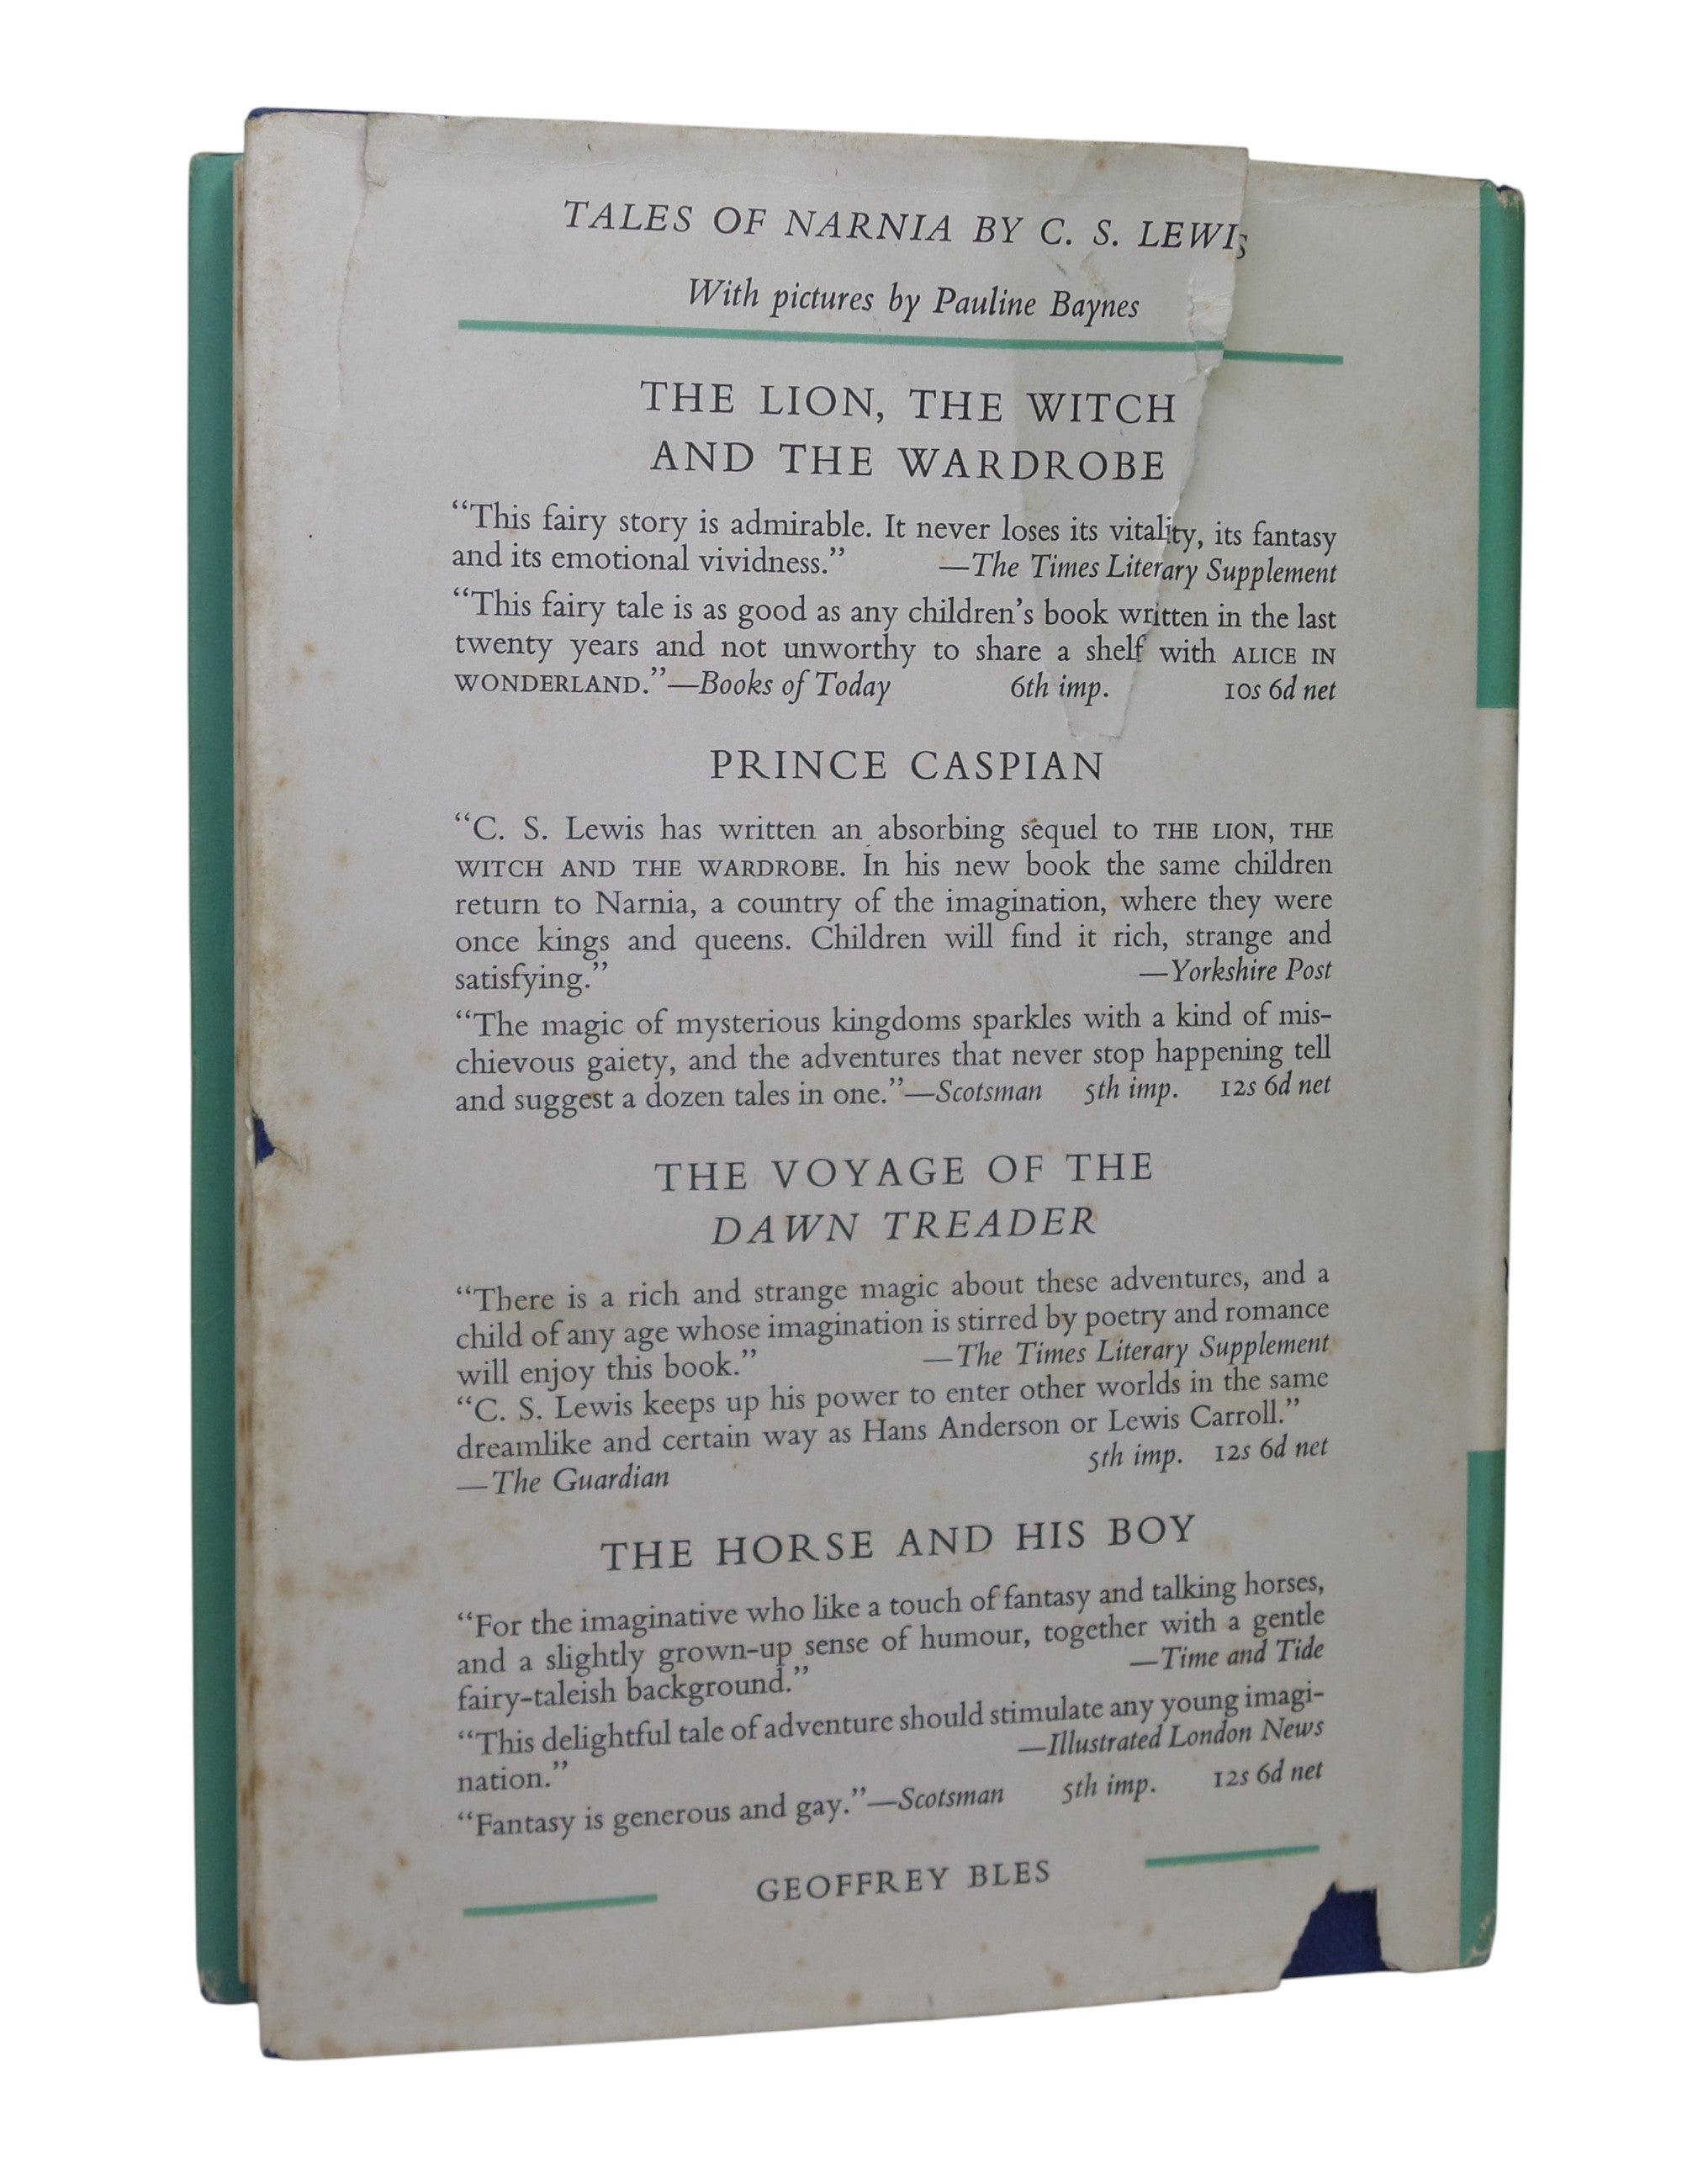 TALES OF NARNIA BY C. S. LEWIS
With pictures by Pauline Baynes
THE LION, THE WITCH
AND THE WARDROBE
“This fairy story is admirable. It never loses its vitality, its fantasy
and its emotional vividness.” —The Times Literary Supplement
“This fairy tale is as good as any children’s book written in the last
twenty years and not unworthy to share a shelf with ALICE IN
WONDERLAND.”—Books of Today 6th imp. 10s 6d net
PRINCE CASPIAN
“C. S. Lewis has written an absorbing sequel to THE LION, THE
WITCH AND THE WARDROBE. In his new book the same children
return to Narnia, a country of the imagination, where they were
once kings and queens. Children will find it rich, strange and
satisfying.” —Yorkshire Post
“The magic of mysterious kingdoms sparkles with a kind of mis-
chievous gaiety, and the adventures that never stop happening tell
and suggest a dozen tales in one.”—Scotsman 5th imp. 12s 6d net
THE VOYAGE OF THE
DAWN TREADER
“There is a rich and strange magic about these adventures, and a
child of any age whose imagination is stirred by poetry and romance
will enjoy this book.” —The Times Literary Supplement
“C. S. Lewis keeps up his power to enter other worlds in the same
dreamlike and certain way as Hans Anderson or Lewis Carroll.”
—The Guardian 5th imp. 12s 6d net
THE HORSE AND HIS BOY
“For the imaginative who like a touch of fantasy and talking horses,
and a slightly grown-up sense of humour, together with a gentle
fairy-taleish background.” —Time and Tide
“This delightful tale of adventure should stimulate any young imagi-
nation.” —Illustrated London News
“Fantasy is generous and gay.”—Scotsman 5th imp. 12s 6d net
GEOFFREY BLES